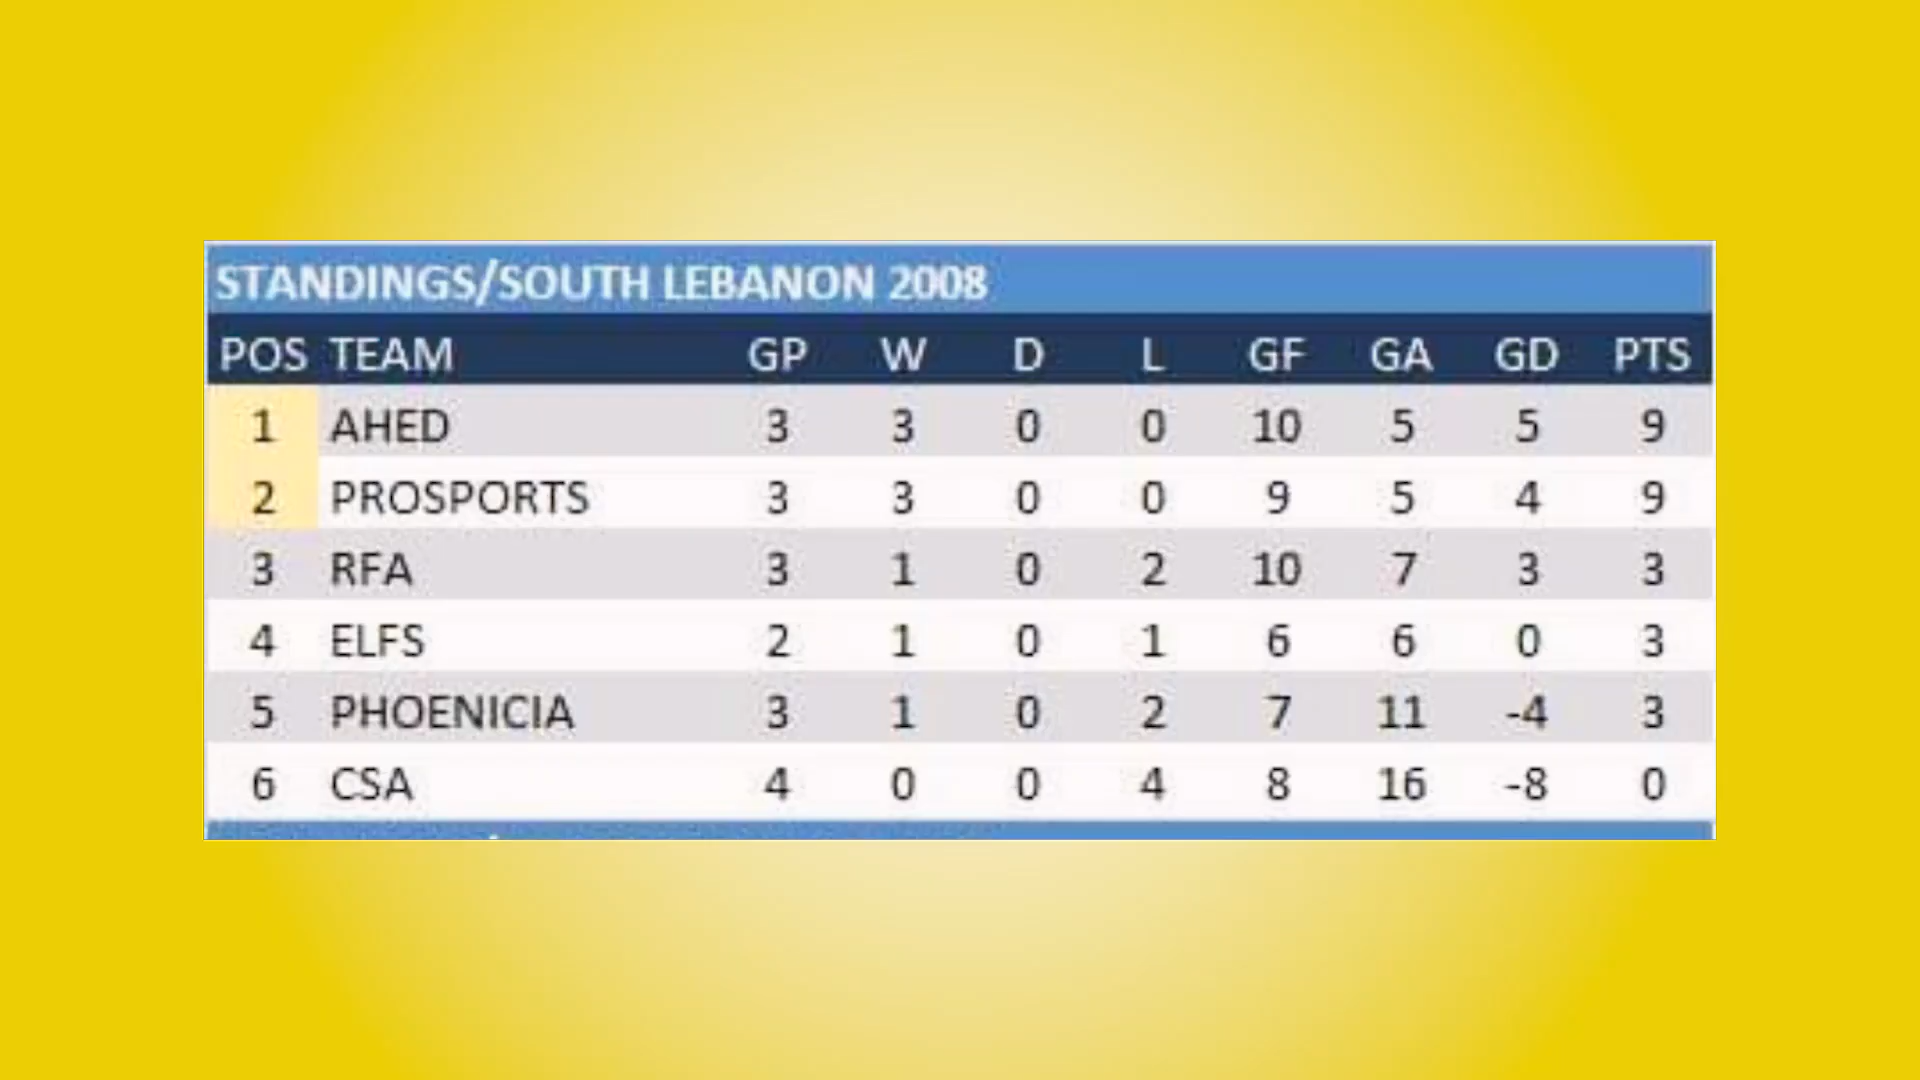 STANDINGS/SOUTH LEBANON 2008
POS TEAM GP W D L GF GA GD PTS
1 AHED 3 3 0 0 10 5 5 9
2 PROSPORTS 3 3 0 0 9 5 4 9
3 RFA 3 1 0 2 10 7 3 3
4 ELFS 2 1 0 1 6 6 0 3
5 PHOENICIA 3 1 0 2 7 11 -4 3
6 CSA 4 0 0 4 8 16 -8 0